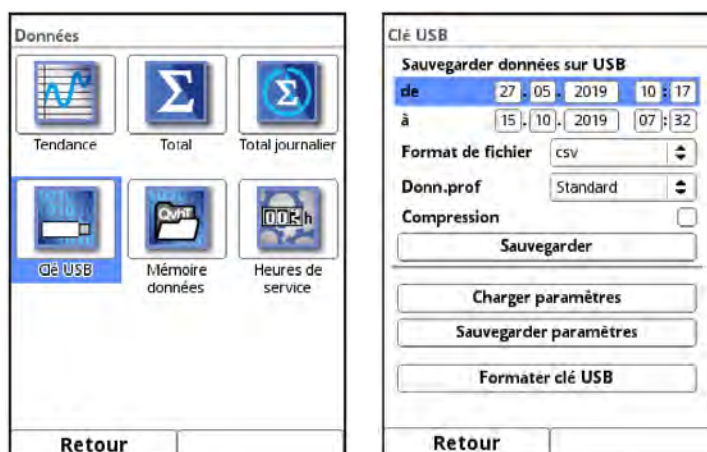 Données
Tendance
Total
Total journalier
QvhT
Clé USB
Mémoire
données
Heures de
service
Retour
Clé USB
Sauvegarder données sur USB
de 27. 05. 2019 10: 17
à 15. 10. 2019 07: 32
Format de fichier csv
Donn.prof Standard
Compression
Sauvegarder
Charger paramètres
Sauvegarder paramètres
Formater clé USB
Retour